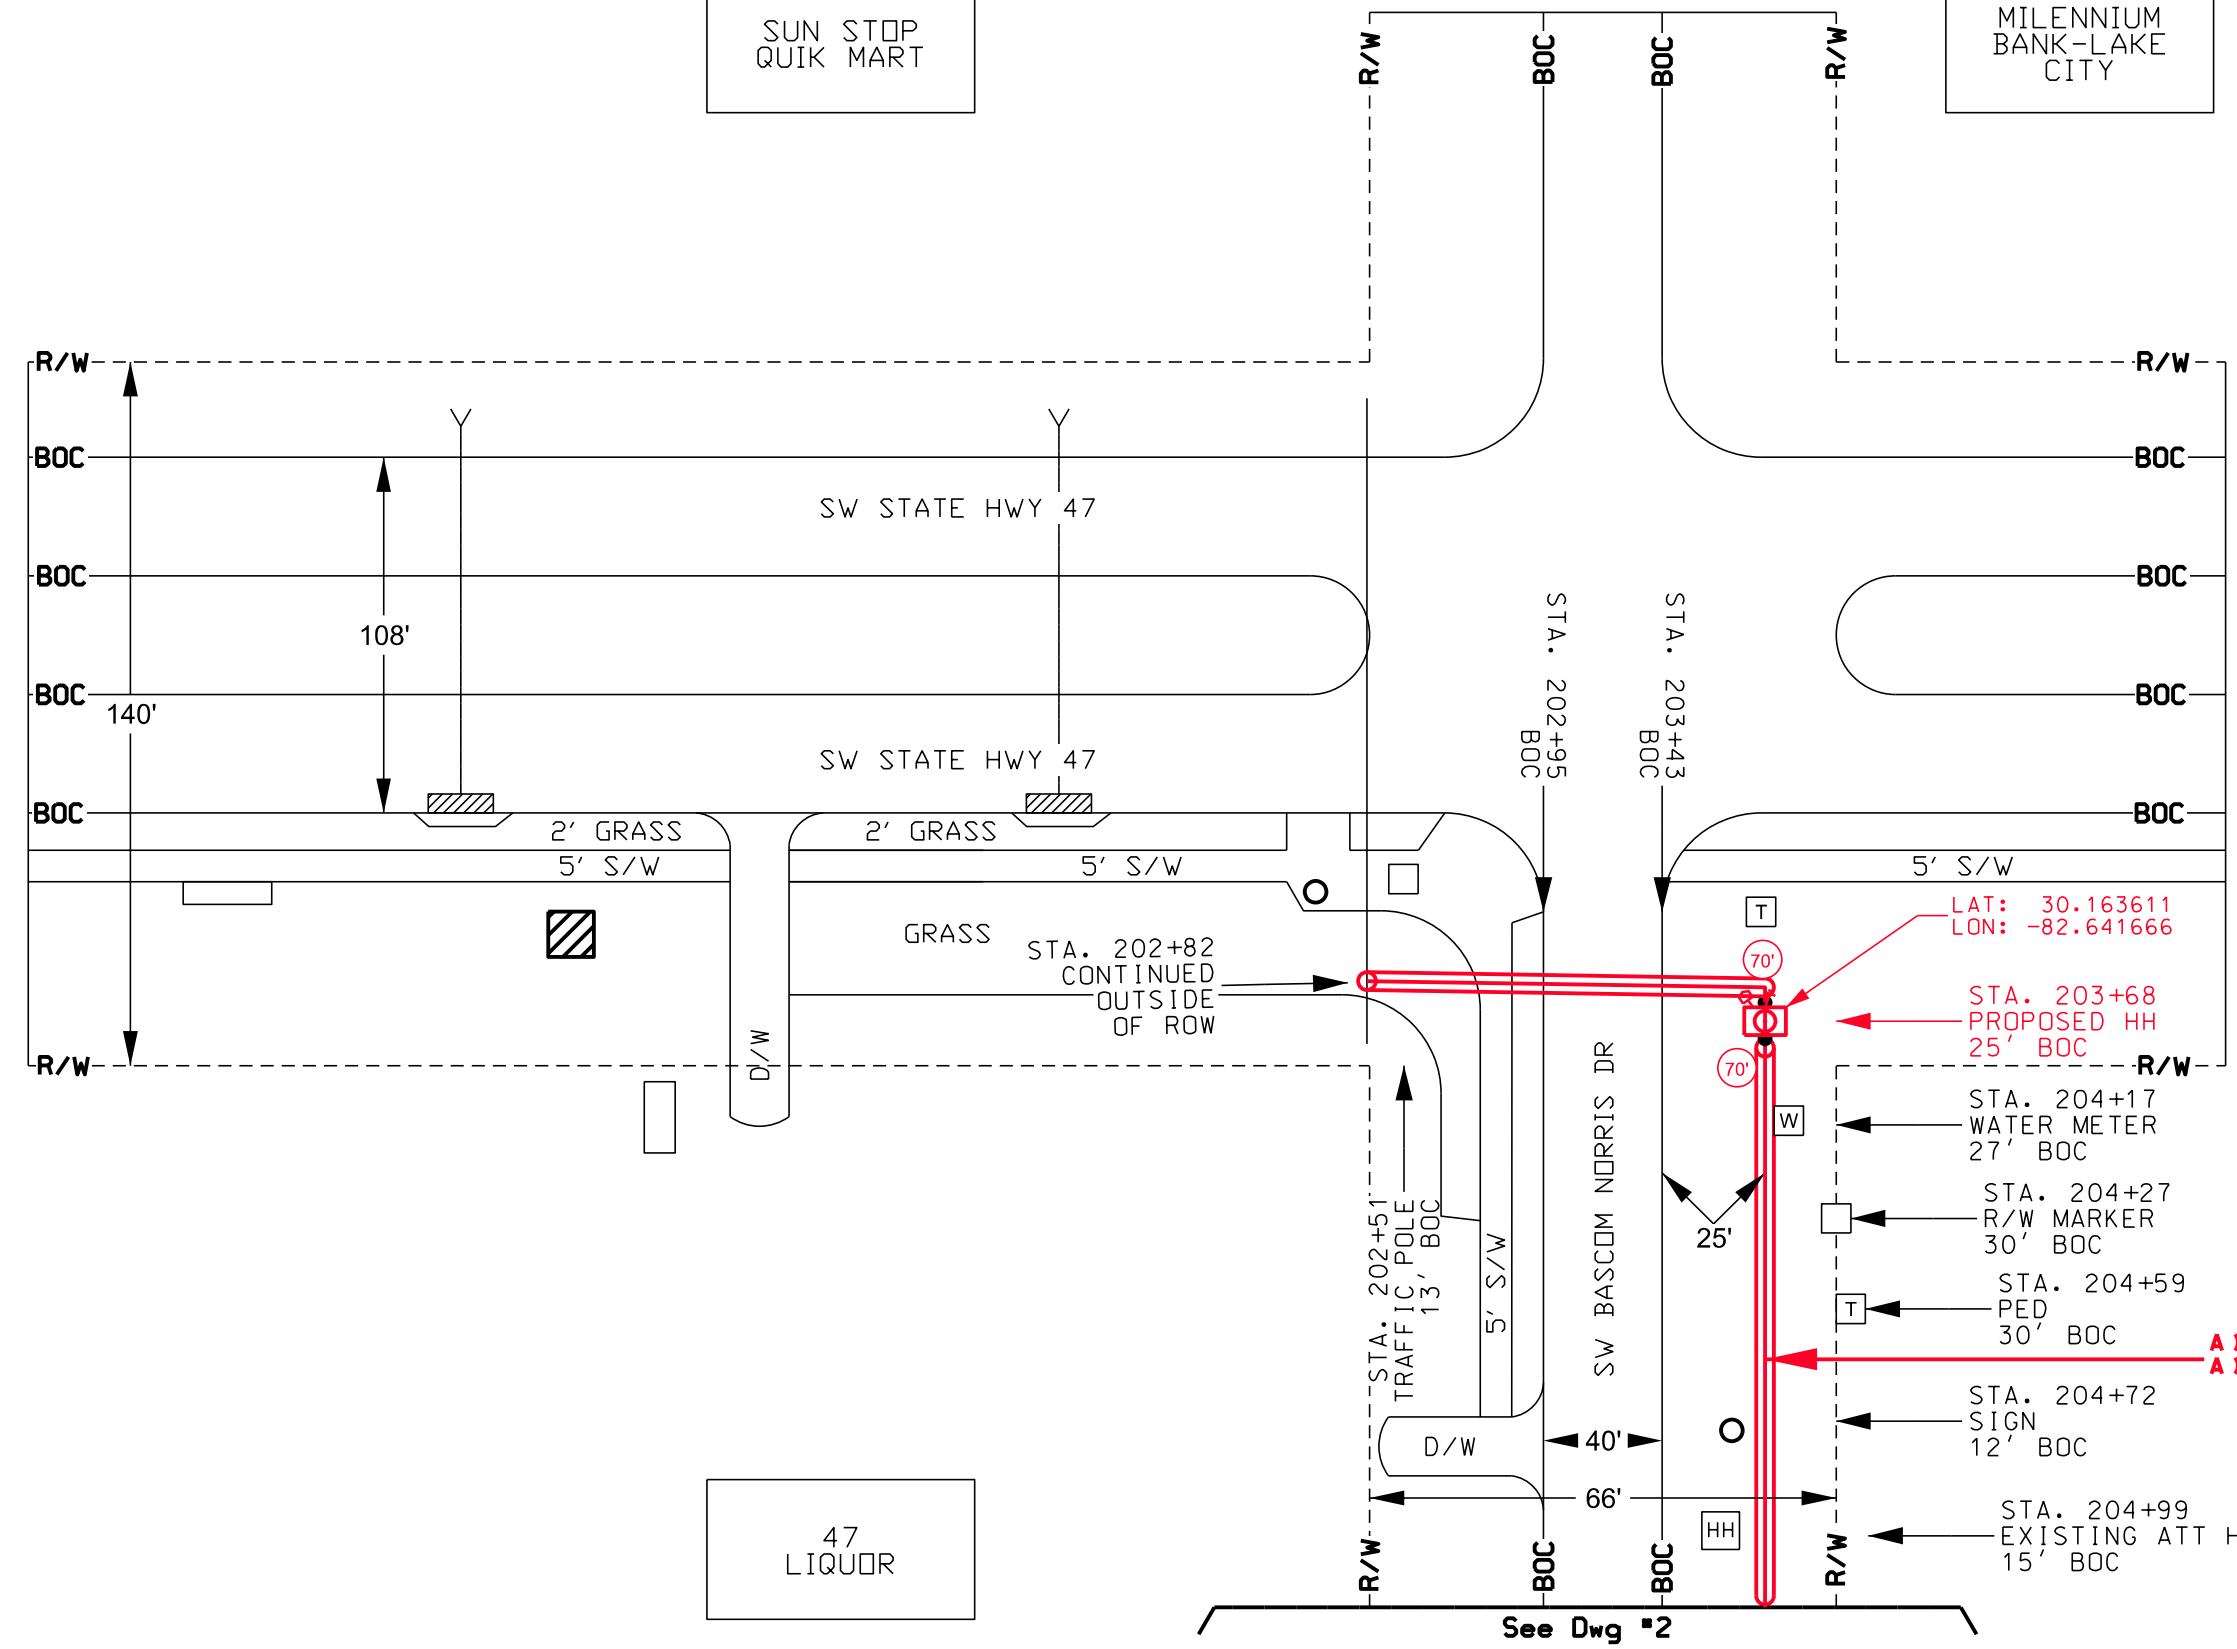 SUN STOP
QUIK MART
MILENNIUM
BANK-LAKE
CITY
R/W
BOC
BOC
R/W
R/W
R/W
BOC
BOC
SW STATE HWY 47
BOC
BOC
108'
STA. 202+95
BOC
STA. 203+43
BOC
BOC
BOC
140'
SW STATE HWY 47
BOC
BOC
2' GRASS
2' GRASS
5' S/W
5' S/W
5' S/W
T
LAT: 30.163611
LON: -82.641666
GRASS
STA. 202+82
CONTINUED
OUTSIDE
OF ROW
70'
STA. 203+68
PROPOSED HH
25' BOC
R/W
D/W
70'
R/W
STA. 204+17
WATER METER
27' BOC
W
SW BASCOM NORRIS DR
STA. 202+51
TRAFFIC POLE
13' BOC
5' S/W
25'
STA. 204+27
R/W MARKER
30' BOC
STA. 204+59
PED
30' BOC
T
STA. 204+72
SIGN
12' BOC
D/W
40'
66'
HH
STA. 204+99
EXISTING ATT
15' BOC
47
LIQUOR
R/W
BOC
BOC
R/W
See Dwg #2